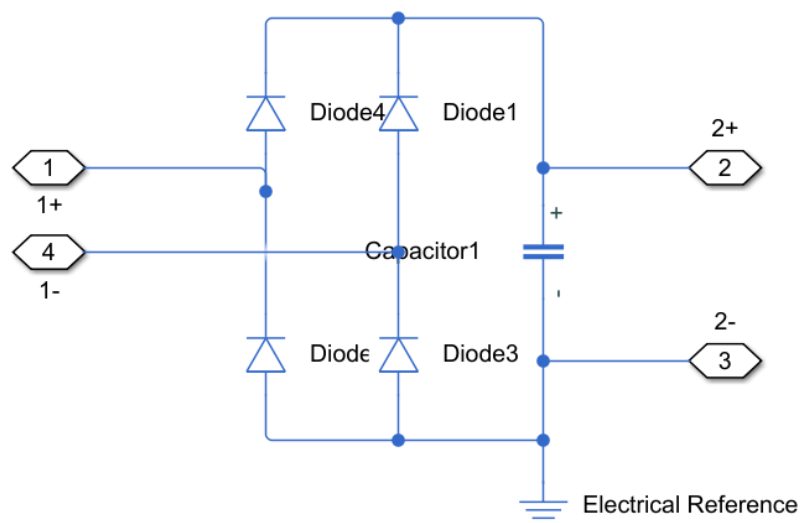 Diode4
Diode1
2+
1
2
1+
+
Capacitor1
4
1-
-
2-
Diode3
3
Electrical Reference